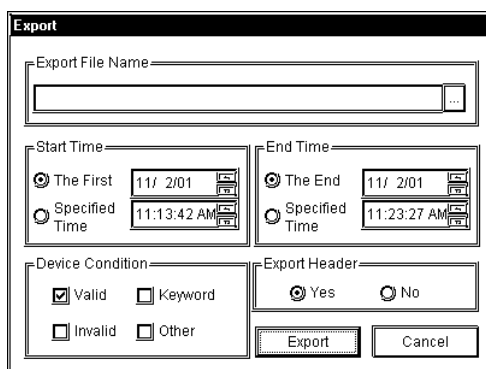 Export
Export File Name
...
Start Time
The First
11/ 2/01
Specified
Time
11:13:42 AM
End Time
The End
11/ 2/01
Specified
Time
11:23:27 AM
Device Condition
Valid
Keyword
Invalid
Other
Export Header
Yes
No
Export
Cancel